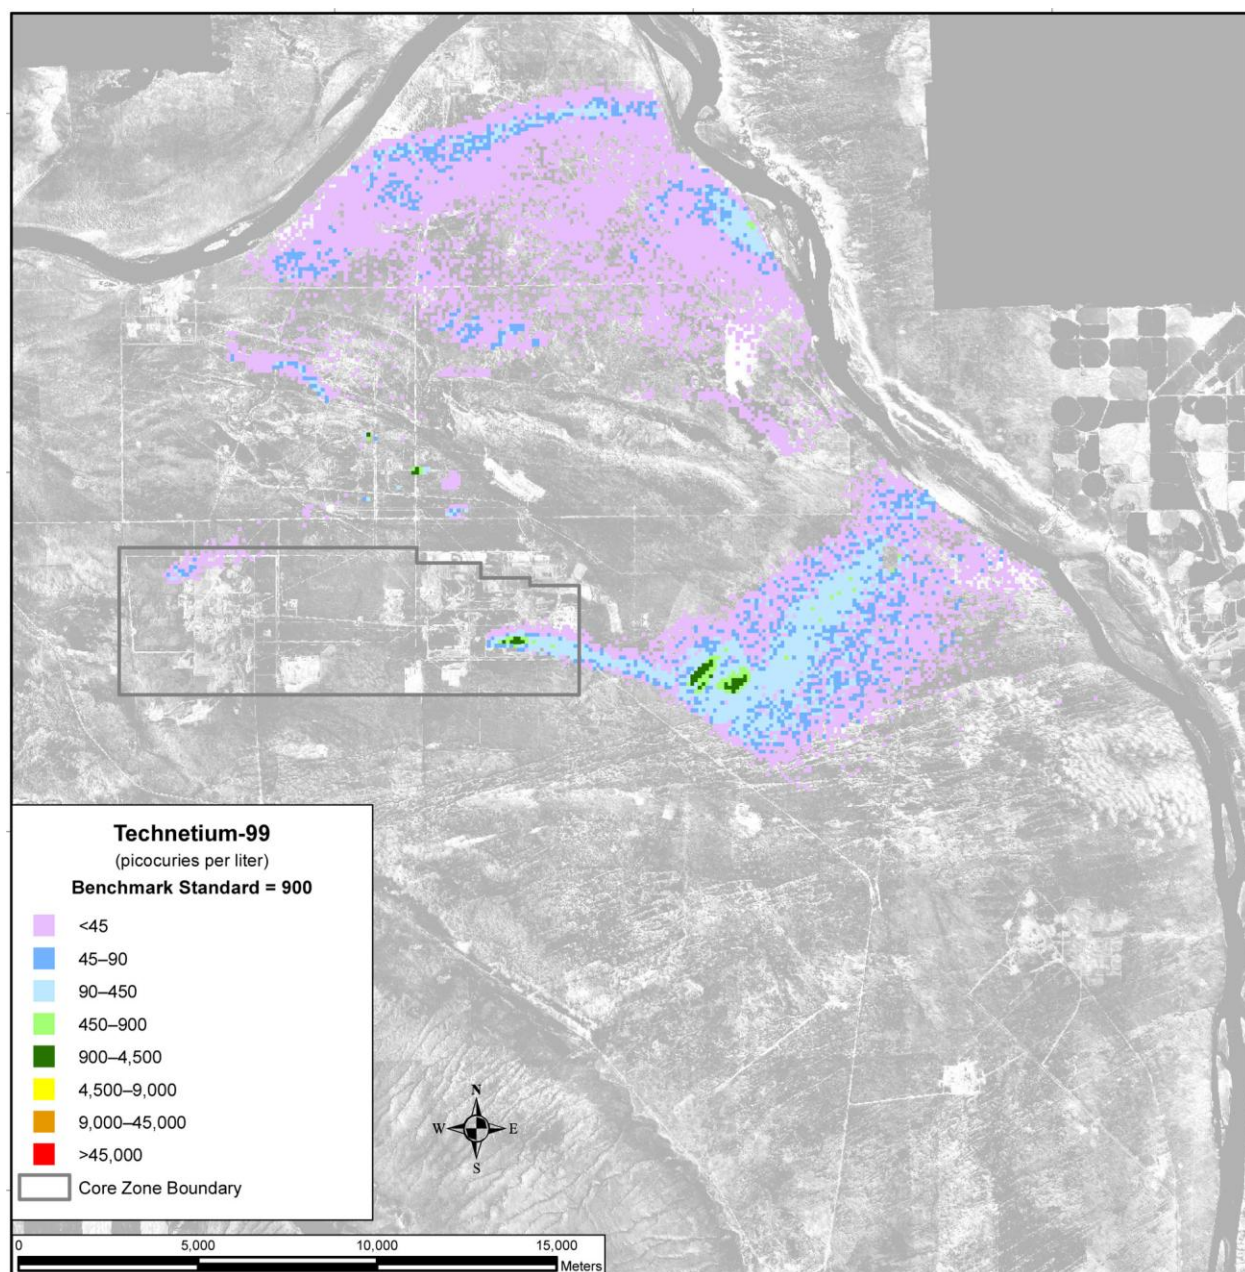 Technetium-99
(picocuries per liter)
Benchmark Standard = 900
<45
45–90
90–450
450–900
900–4,500
4,500–9,000
9,000–45,000
>45,000
Core Zone Boundary
N
W E
S
0 5,000 10,000 15,000
Meters